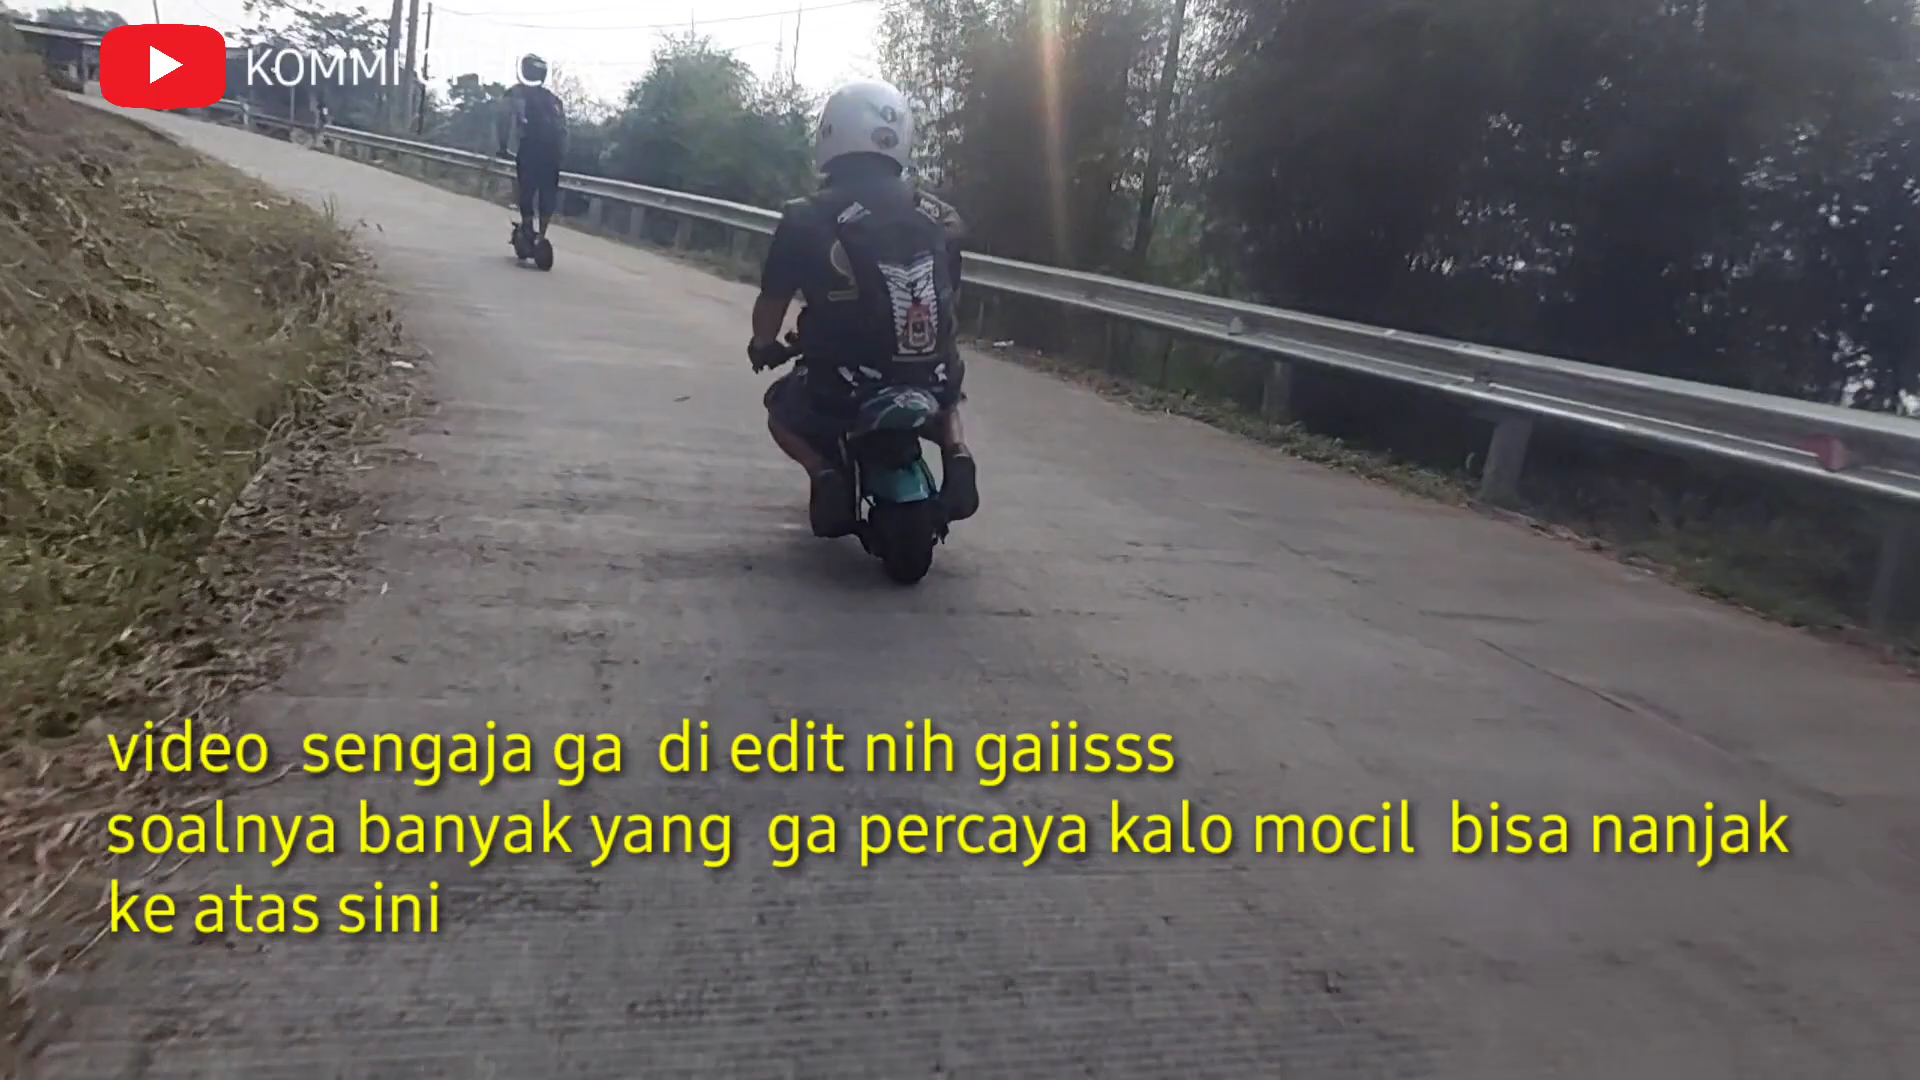 KOMMI OFFICIAL
video sengaja ga di edit nih gaiisss
soalnya banyak yang ga percaya kalo mocil bisa nanjak
ke atas sini